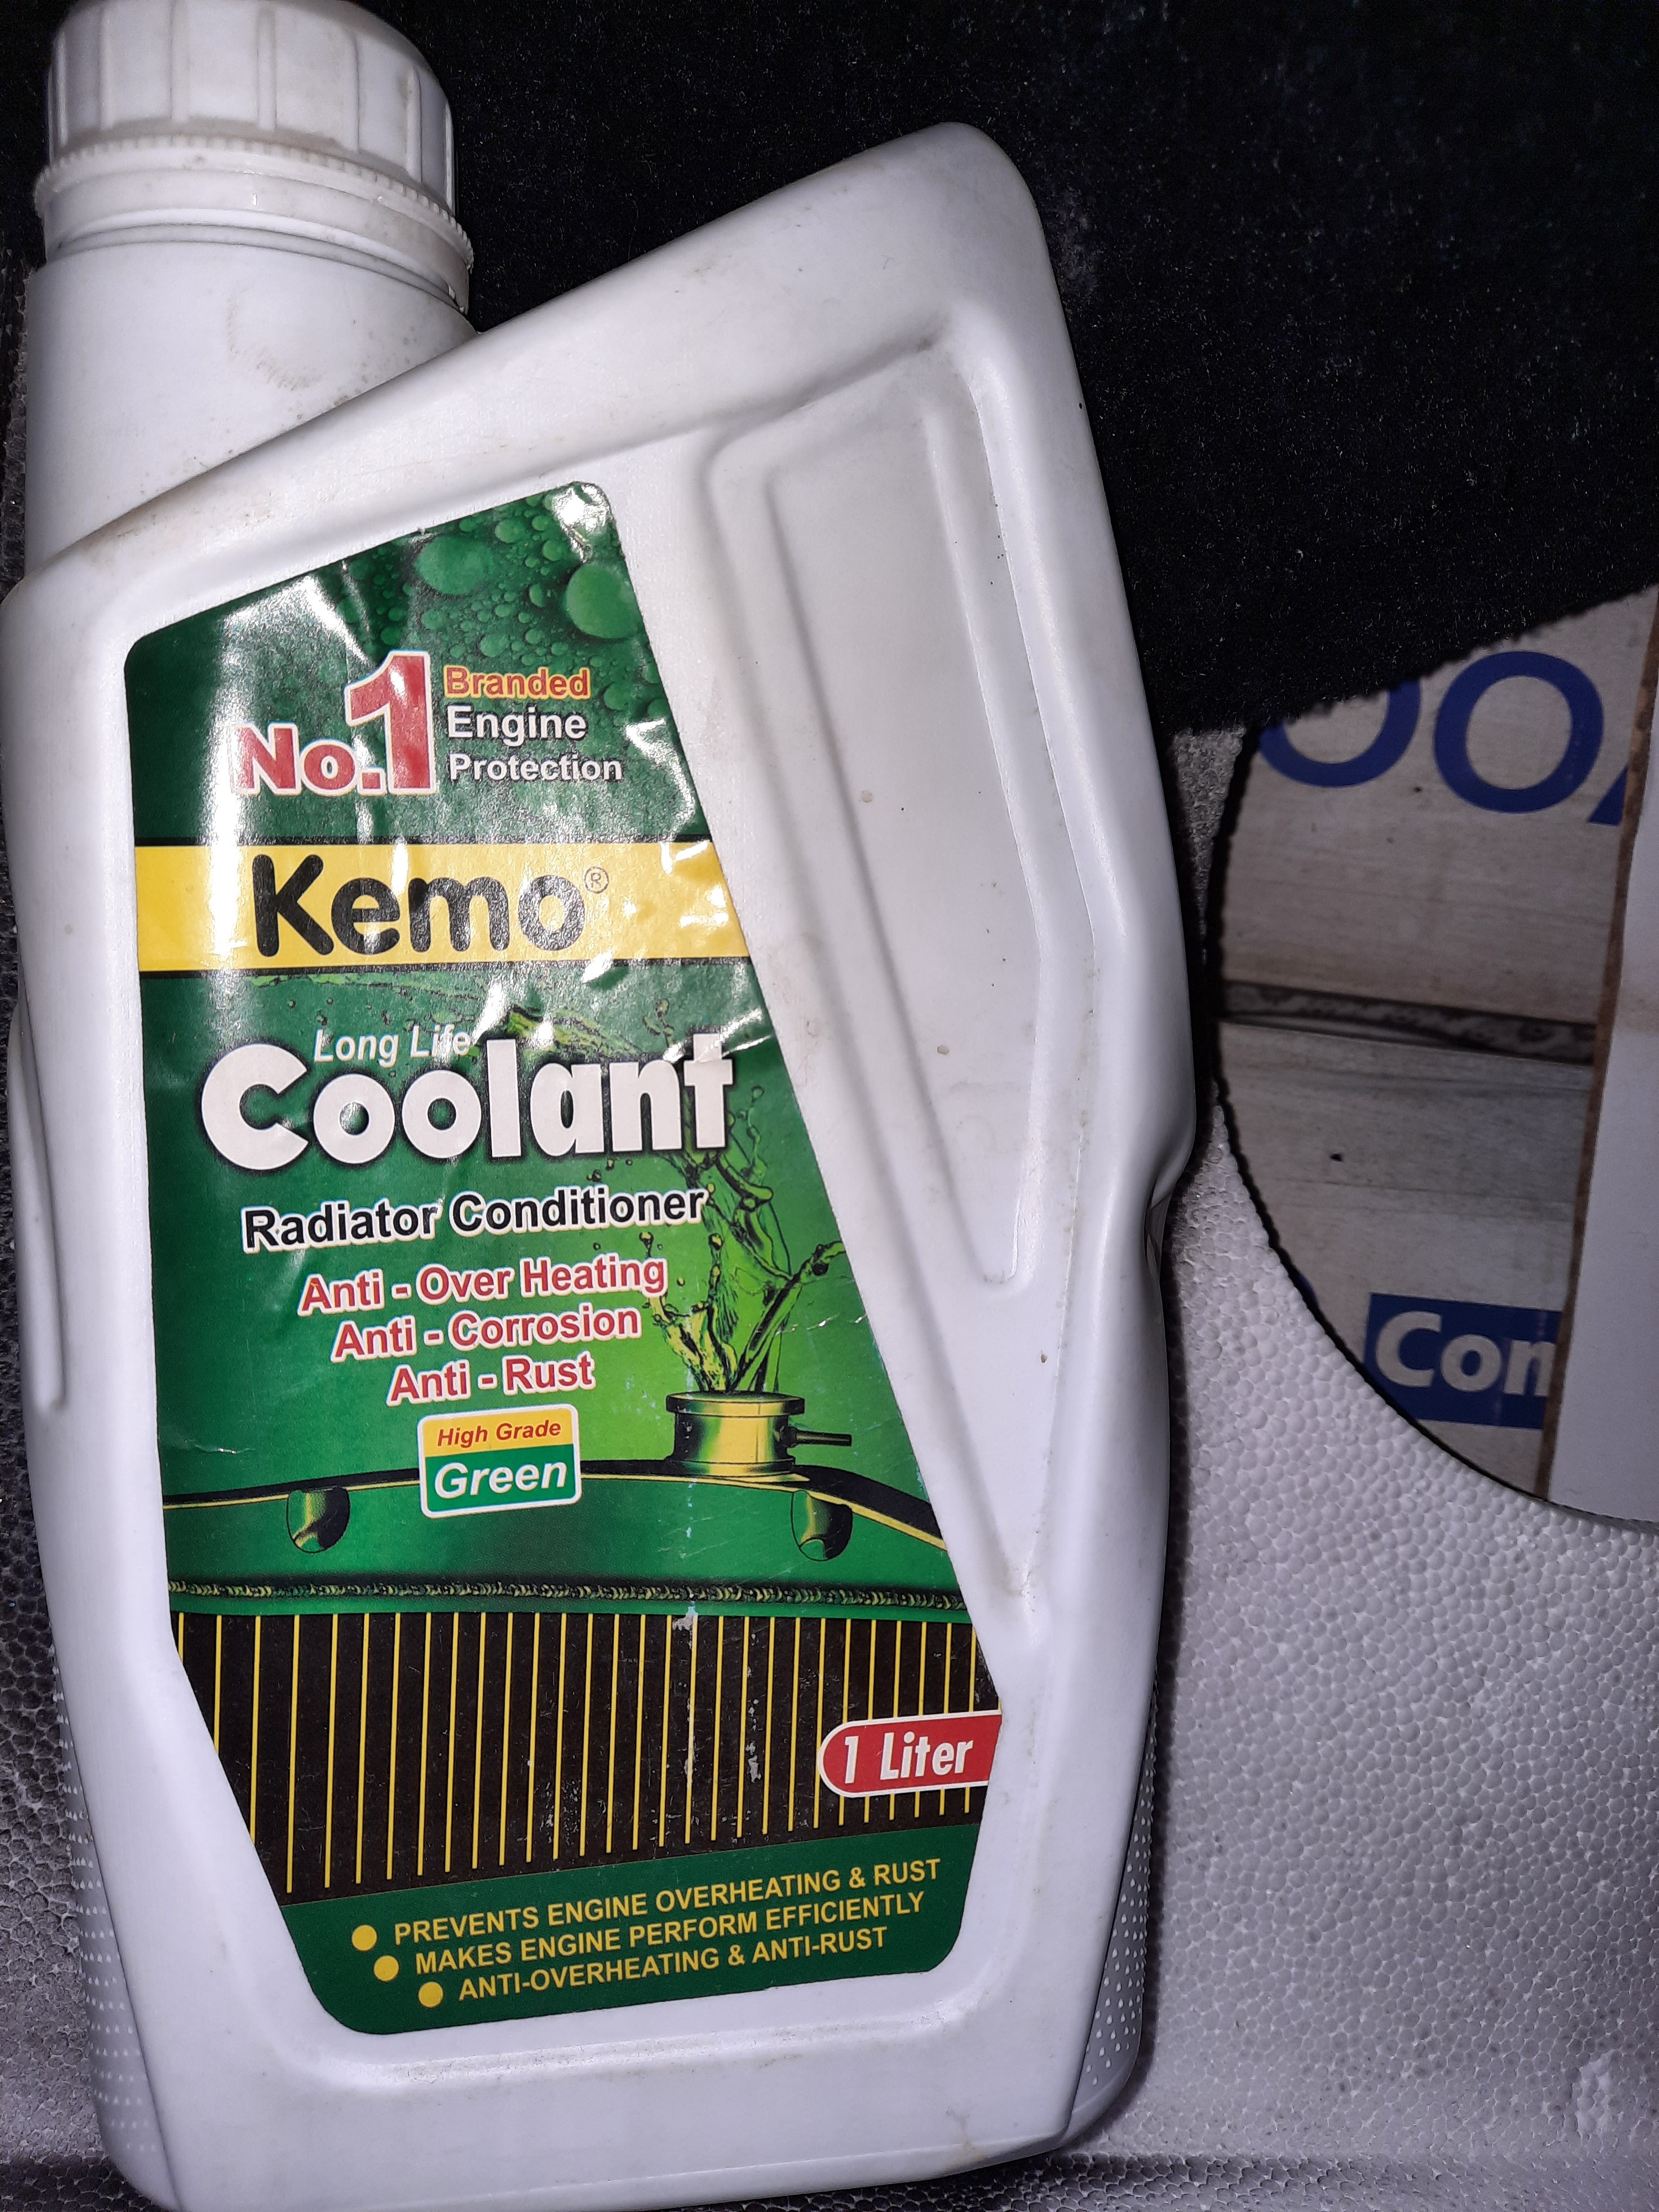 No.1 Branded
Engine
Protection
Kemo®
Long Life
Coolant
Radiator Conditioner
Anti - Over Heating
Anti - Corrosion
Anti - Rust
High Grade
Green
1 Liter
PREVENTS ENGINE OVERHEATING & RUST
MAKES ENGINE PERFORM EFFICIENTLY
ANTI-OVERHEATING & ANTI-RUST